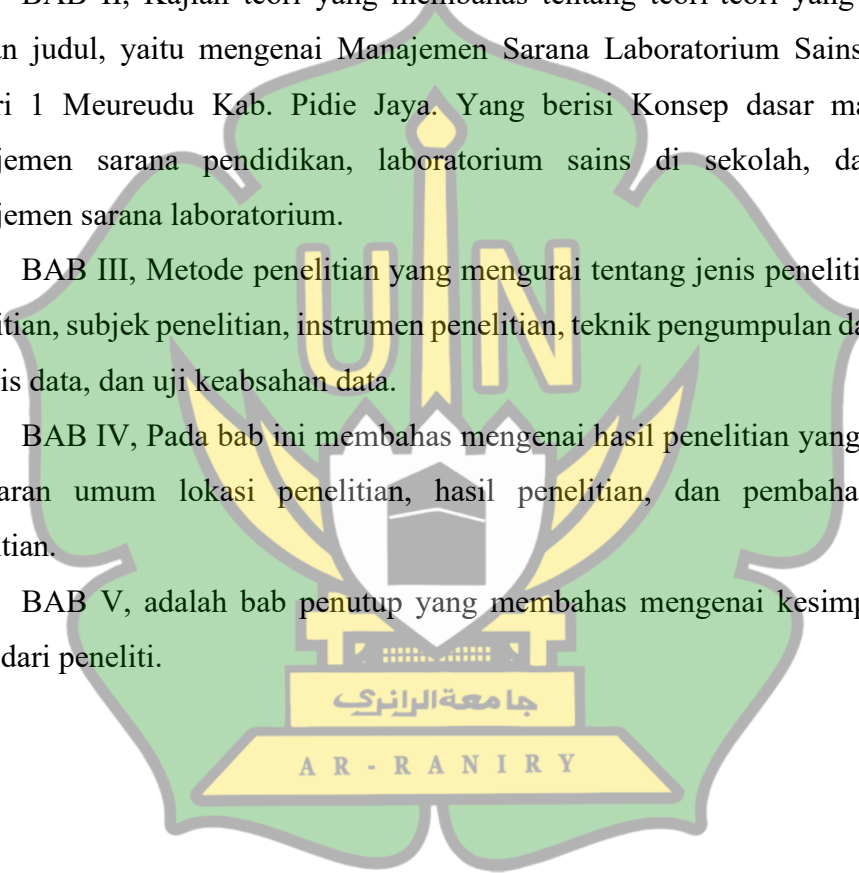 BAB II, Kajian teori yang membahas tentang teori-teori yang
an judul, yaitu mengenai Manajemen Sarana Laboratorium Sains
ri 1 Meureudu Kab. Pidie Jaya. Yang berisi Konsep dasar ma
jemen sarana pendidikan, laboratorium sains di sekolah, da
jemen sarana laboratorium.
BAB III, Metode penelitian yang mengurai tentang jenis peneliti
itian, subjek penelitian, instrumen penelitian, teknik pengumpulan da
is data, dan uji keabsahan data.
BAB IV, Pada bab ini membahas mengenai hasil penelitian yang
aran umum lokasi penelitian, hasil penelitian, dan pembaha
itian.
BAB V, adalah bab penutup yang membahas mengenai kesimp
dari peneliti.
UIN
جامعة الرانري
AR-RANIRY